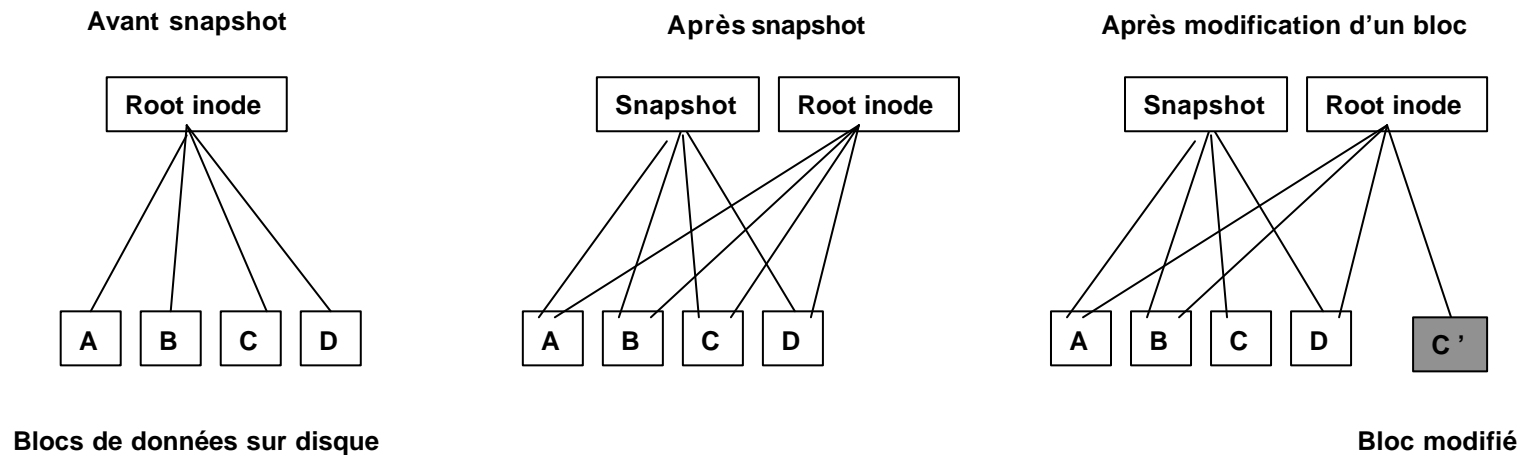 Avant snapshot
Après snapshot
Après modification d’un bloc
Root inode
Snapshot
Root inode
Snapshot
Root inode
A
B
C
D
A
B
C
D
A
B
C
D
C ’
Blocs de données sur disque
Bloc modifié